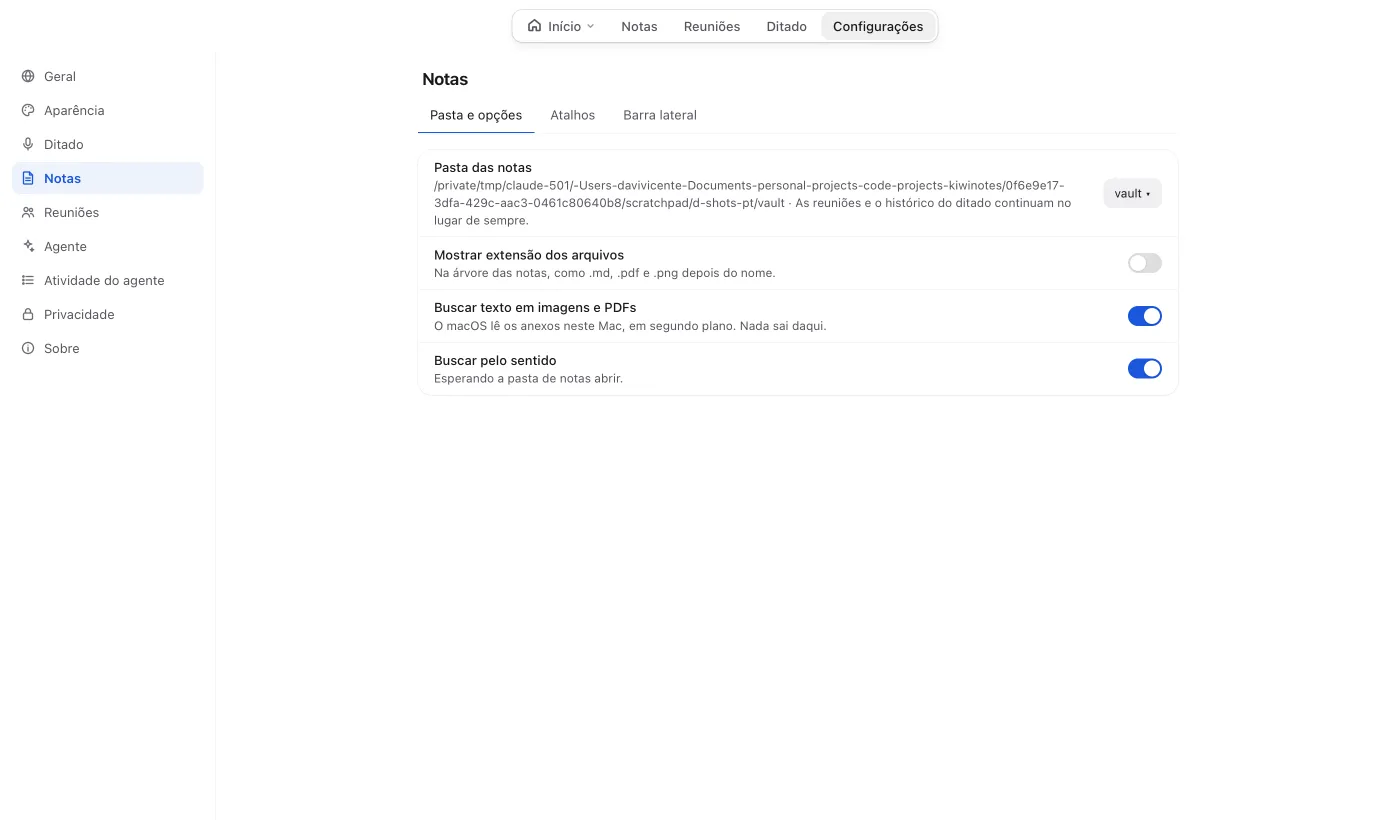 Início
Notas
Reuniões
Ditado
Configurações
Geral
Aparência
Ditado
Notas
Reuniões
Agente
Atividade do agente
Privacidade
Sobre
Notas
Pasta e opções
Atalhos
Barra lateral
Pasta das notas
/private/tmp/claude-501/-Users-davivicente-Documents-personal-projects-code-projects-kiwinotes/0f6e9e17-
3dfa-429c-aac3-0461c80640b8/scratchpad/d-shots-pt/vault · As reuniões e o histórico do ditado continuam no
lugar de sempre.
vault
Mostrar extensão dos arquivos
Na árvore das notas, como .md, .pdf e .png depois do nome.
Buscar texto em imagens e PDFs
O macOS lê os anexos neste Mac, em segundo plano. Nada sai daqui.
Buscar pelo sentido
Esperando a pasta de notas abrir.